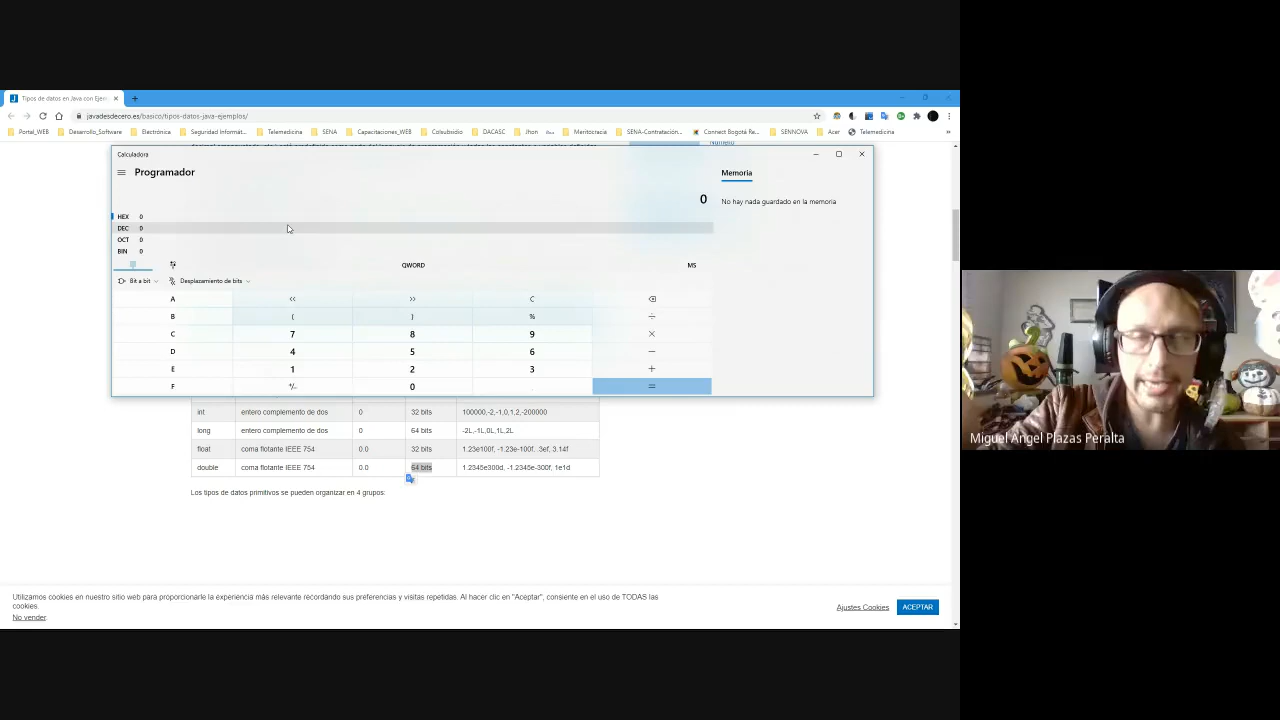 Tipos de datos en Java con Ejem
javadesdecero.es/basico/tipos-datos-java-ejemplos/
Portal_WEB
Desarrollo_Software
Electrónica
Seguridad Informát...
Telemedicina
SENA
Capacitaciones_WEB
Colsubsidio
DACASC
Jhon
Meritocracia
SENA-Contratación...
Connect Bogotá Re...
SENNOVA
Acer
Telemedicina
»
Número
Calculadora
Programador
Memoria
0
No hay nada guardado en la memoria
HEX 0
DEC 0
OCT 0
BIN 0
QWORD
MS
Bit a bit
Desplazamiento de bits
A << >> C
B ( ) % ÷
C 7 8 9 ×
D 4 5 6 −
E 1 2 3 +
F +/- 0 . =
int entero complemento de dos 0 32 bits 100000,-2,-1,0,1,2,-200000
long entero complemento de dos 0 64 bits -2L,-1L,0L,1L,2L
float coma flotante IEEE 754 0.0 32 bits 1.23e100f, -1.23e-100f, .3ef, 3.14f
double coma flotante IEEE 754 0.0 64 bits 1.2345e300d, -1.2345e-300f, 1e1d
Los tipos de datos primitivos se pueden organizar en 4 grupos:
Utilizamos cookies en nuestro sitio web para proporcionarle la experiencia más relevante recordando sus preferencias y visitas repetidas. Al hacer clic en "Aceptar", consiente en el uso de TODAS las
cookies.
No vender.
Ajustes Cookies
ACEPTAR
Miguel Angel Plazas Peralta